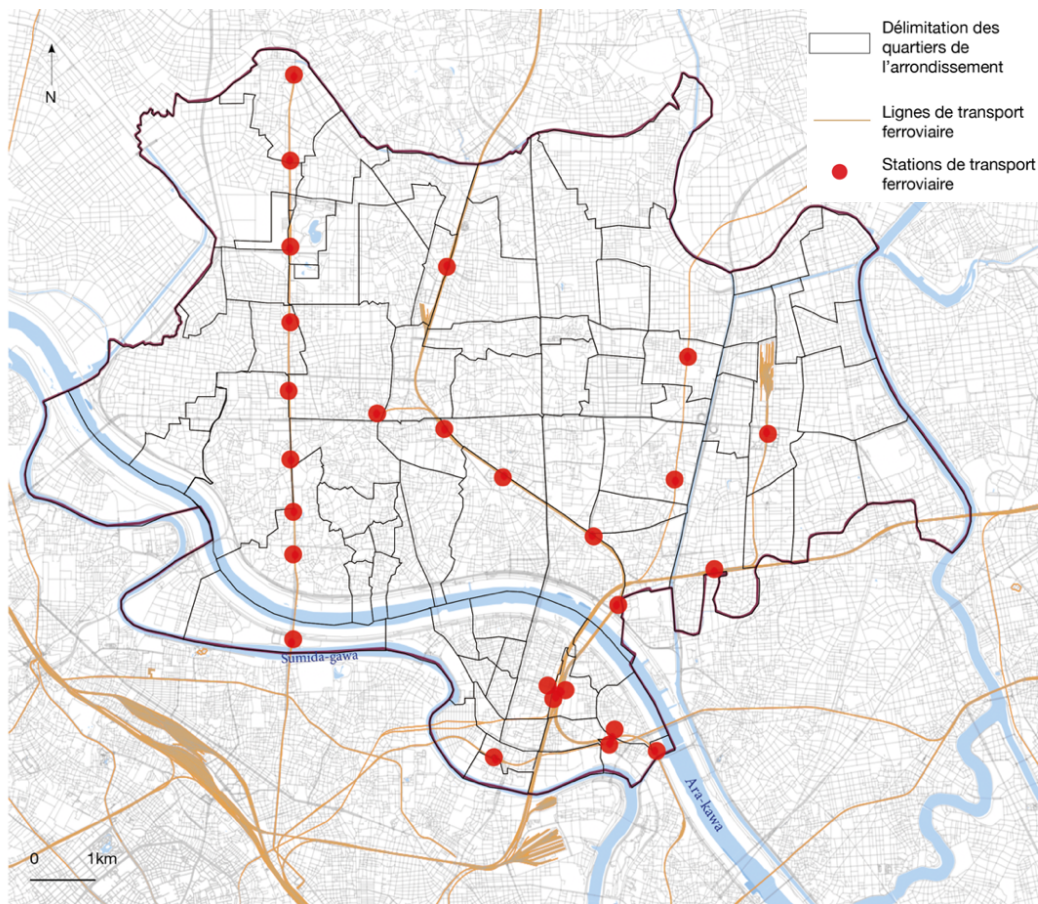 Délimitation des
quartiers de
l'arrondissement
N
Lignes de transport
ferroviaire
Stations de transport
ferroviaire
Sumida-gawa
Ara-kawa
0 1km